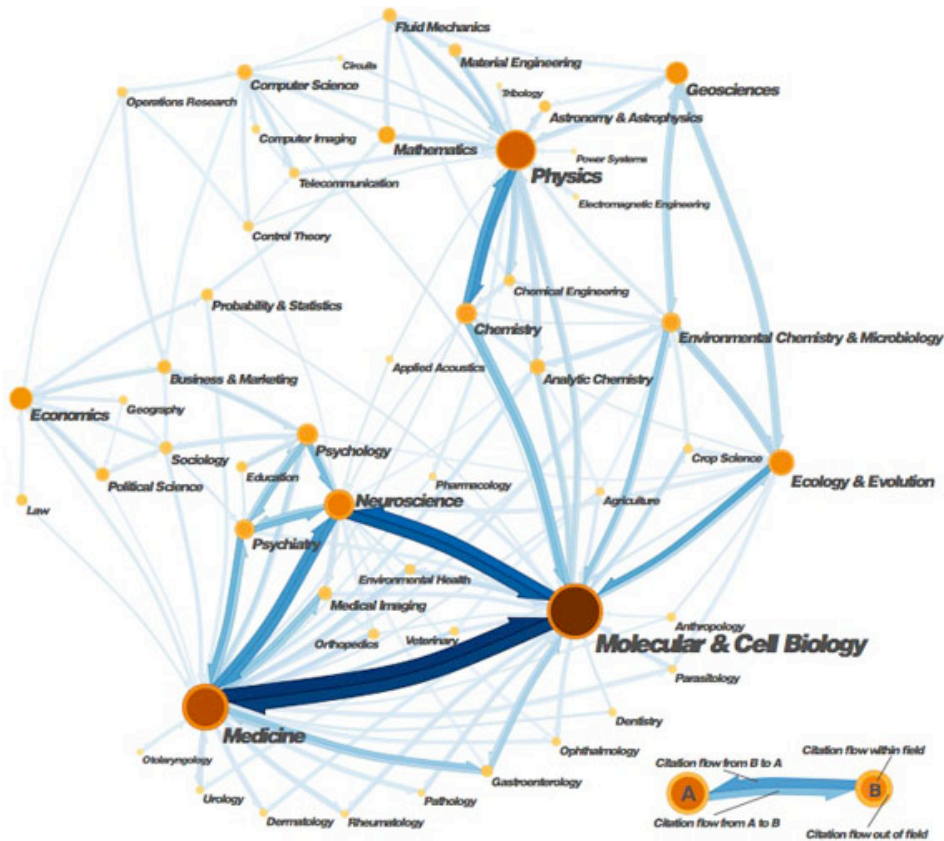 Fluid Mechanics
Material Engineering
Circuits
Computer Science
Geosciences
Tribology
Operations Research
Astronomy & Astrophysics
Computer Imaging
Mathematics
Power Systems
Physics
Telecommunication
Electromagnetic Engineering
Control Theory
Chemical Engineering
Probability & Statistics
Chemistry
Environmental Chemistry & Microbiology
Applied Acoustics
Business & Marketing
Analytic Chemistry
Geography
Economics
Psychology
Sociology
Crop Science
Education
Political Science
Pharmacology
Ecology & Evolution
Neuroscience
Agriculture
Law
Psychiatry
Environmental Health
Medical Imaging
Anthropology
Orthopedics
Veterinary
Molecular & Cell Biology
Parasitology
Dentistry
Medicine
Ophthalmology
Otolaryngology
Gastroenterology
Urology
Pathology
Dermatology
Rheumatology
Citation flow from B to A
Citation flow within field
A
B
Citation flow from A to B
Citation flow out of field